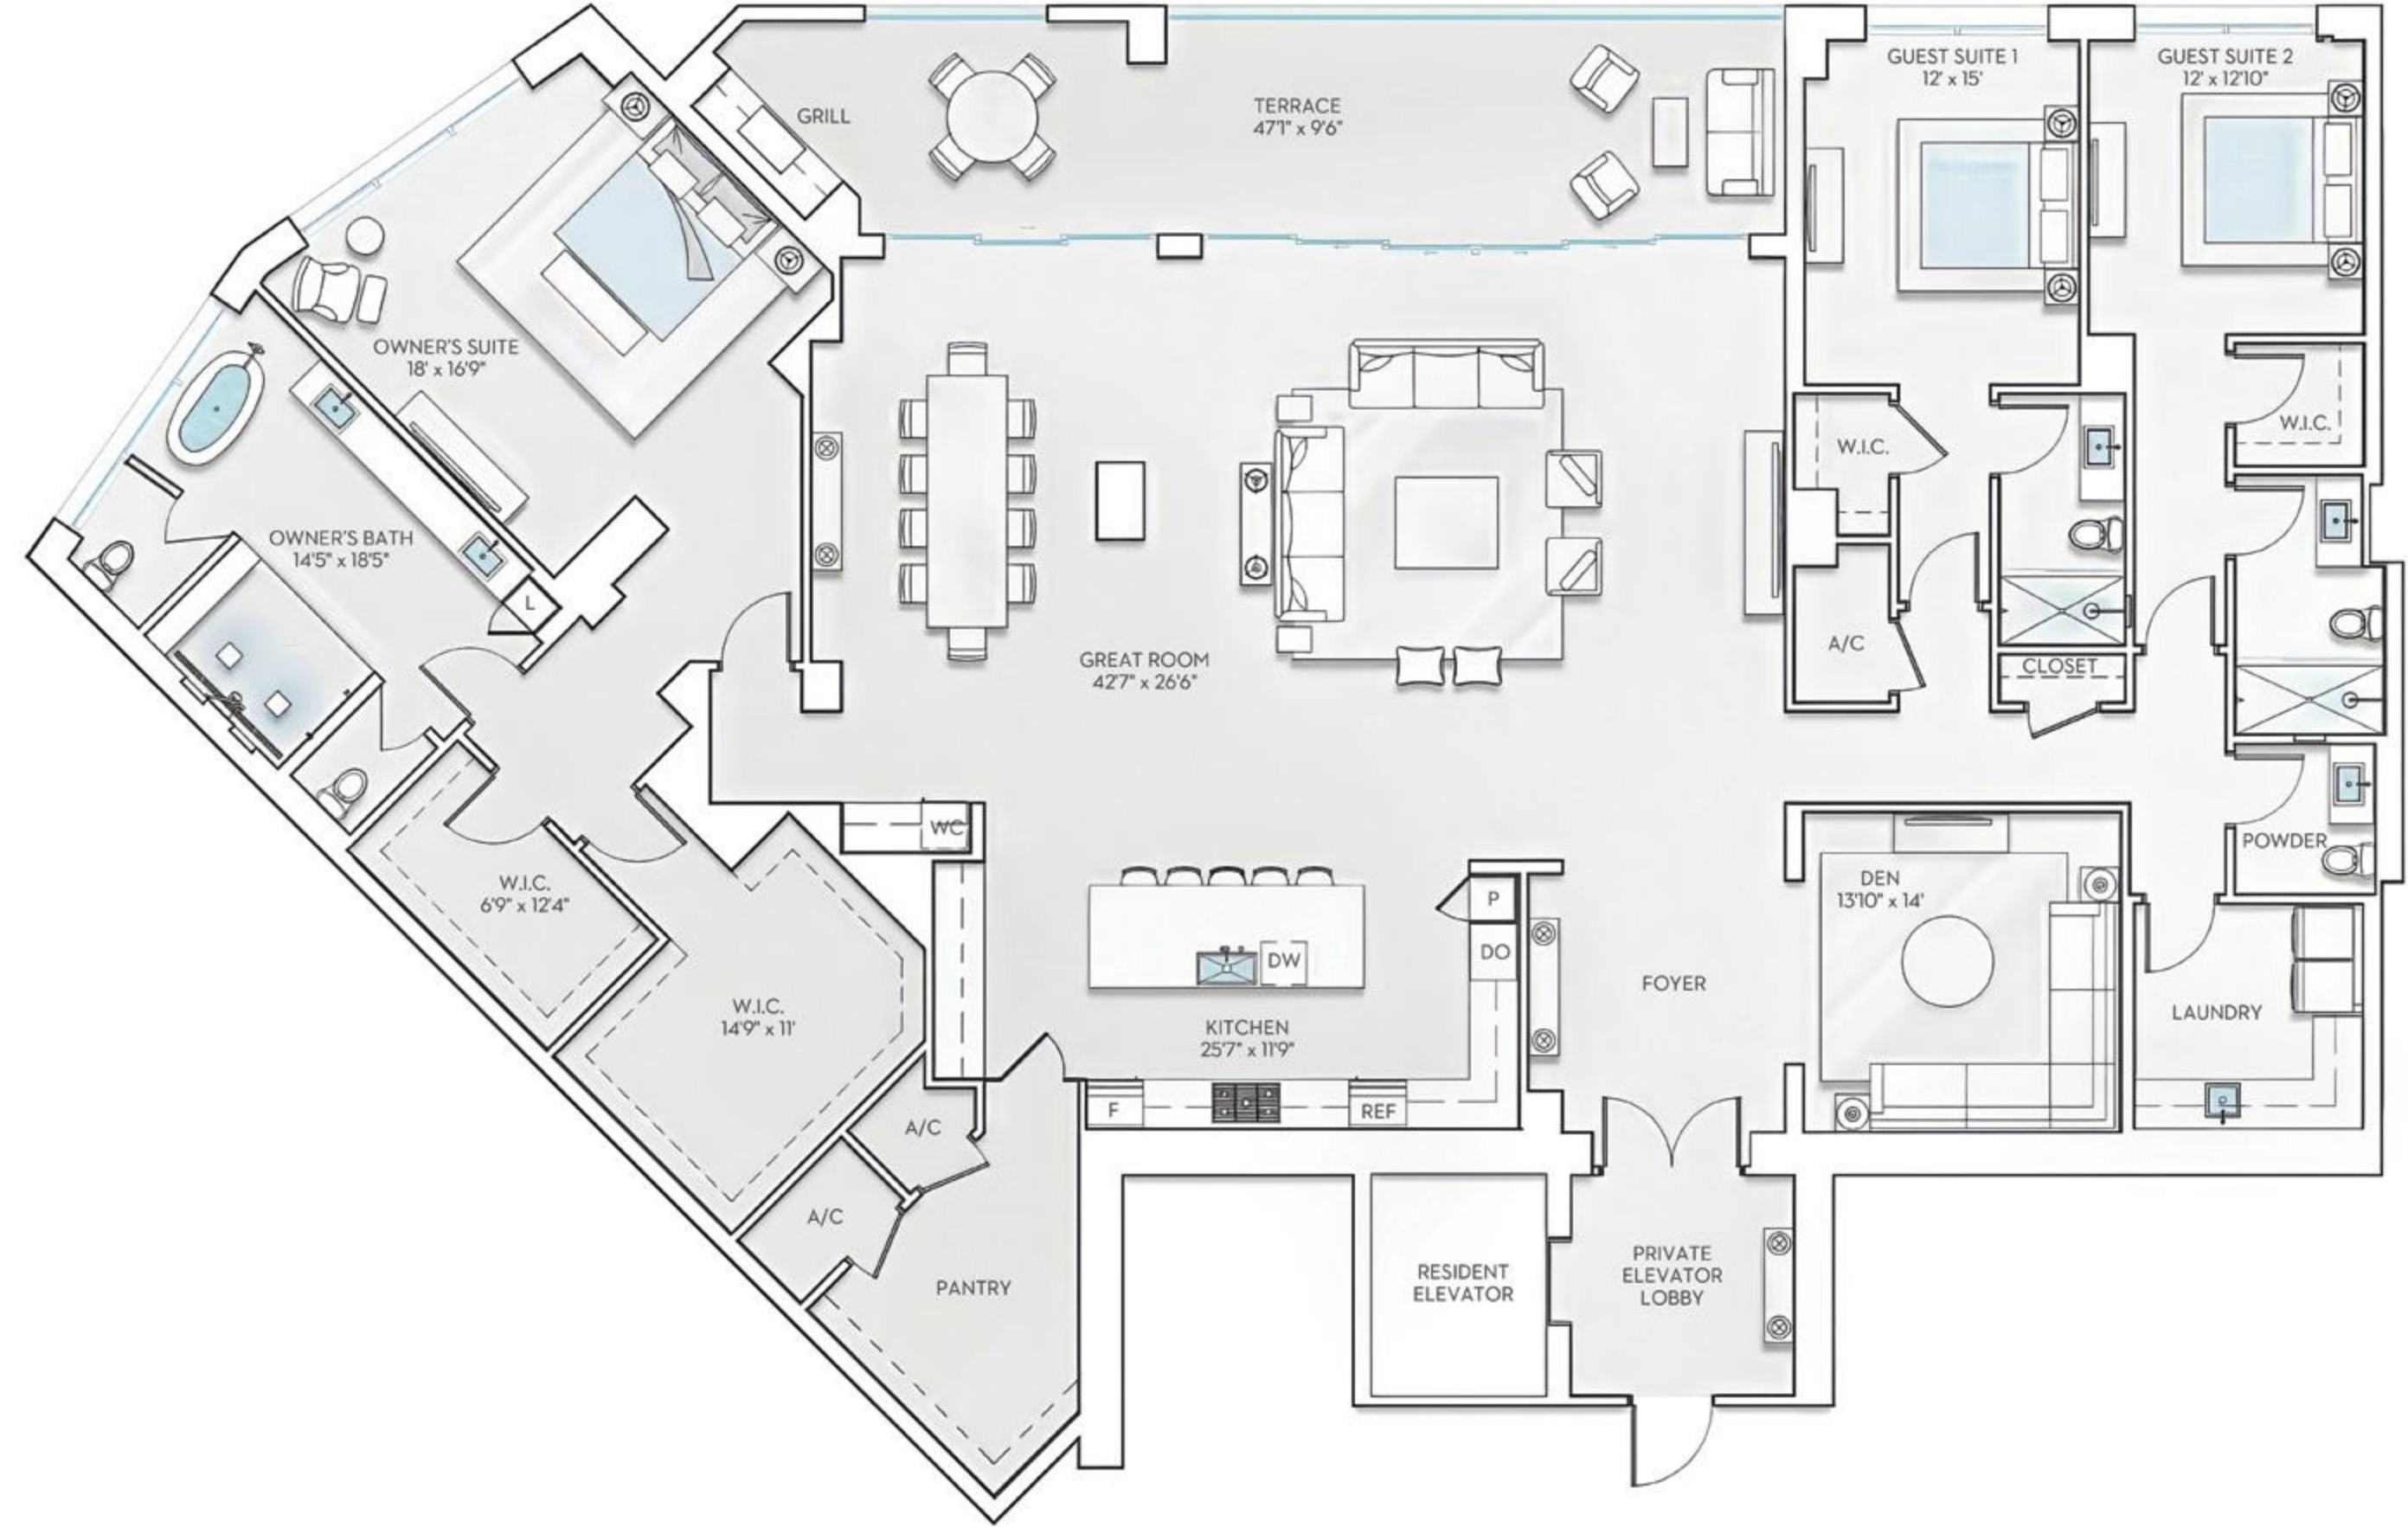 GUEST SUITE 1
12' x 15'
GUEST SUITE 2
12' x 12'10"
TERRACE
47'1" x 9'6"
GRILL
OWNER'S SUITE
18' x 16'9"
W.I.C.
W.I.C.
OWNER'S BATH
14'5" x 18'5"
L
A/C
CLOSET
GREAT ROOM
42'7" x 26'6"
WC
POWDER
W.I.C.
6'9" x 12'4"
DEN
13'10" x 14'
P
DO
DW
FOYER
W.I.C.
14'9" x 11'
LAUNDRY
KITCHEN
25'7" x 11'9"
F
REF
A/C
A/C
PANTRY
RESIDENT
ELEVATOR
PRIVATE
ELEVATOR
LOBBY